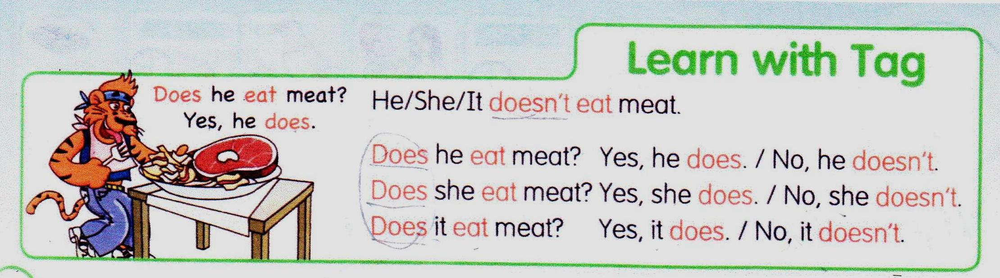 Learn with Tag
Does he eat meat?
Yes, he does.
He/She/It doesn't eat meat.
Does he eat meat? Yes, he does. / No, he doesn't.
Does she eat meat? Yes, she does. / No, she doesn't.
Does it eat meat? Yes, it does. / No, it doesn't.